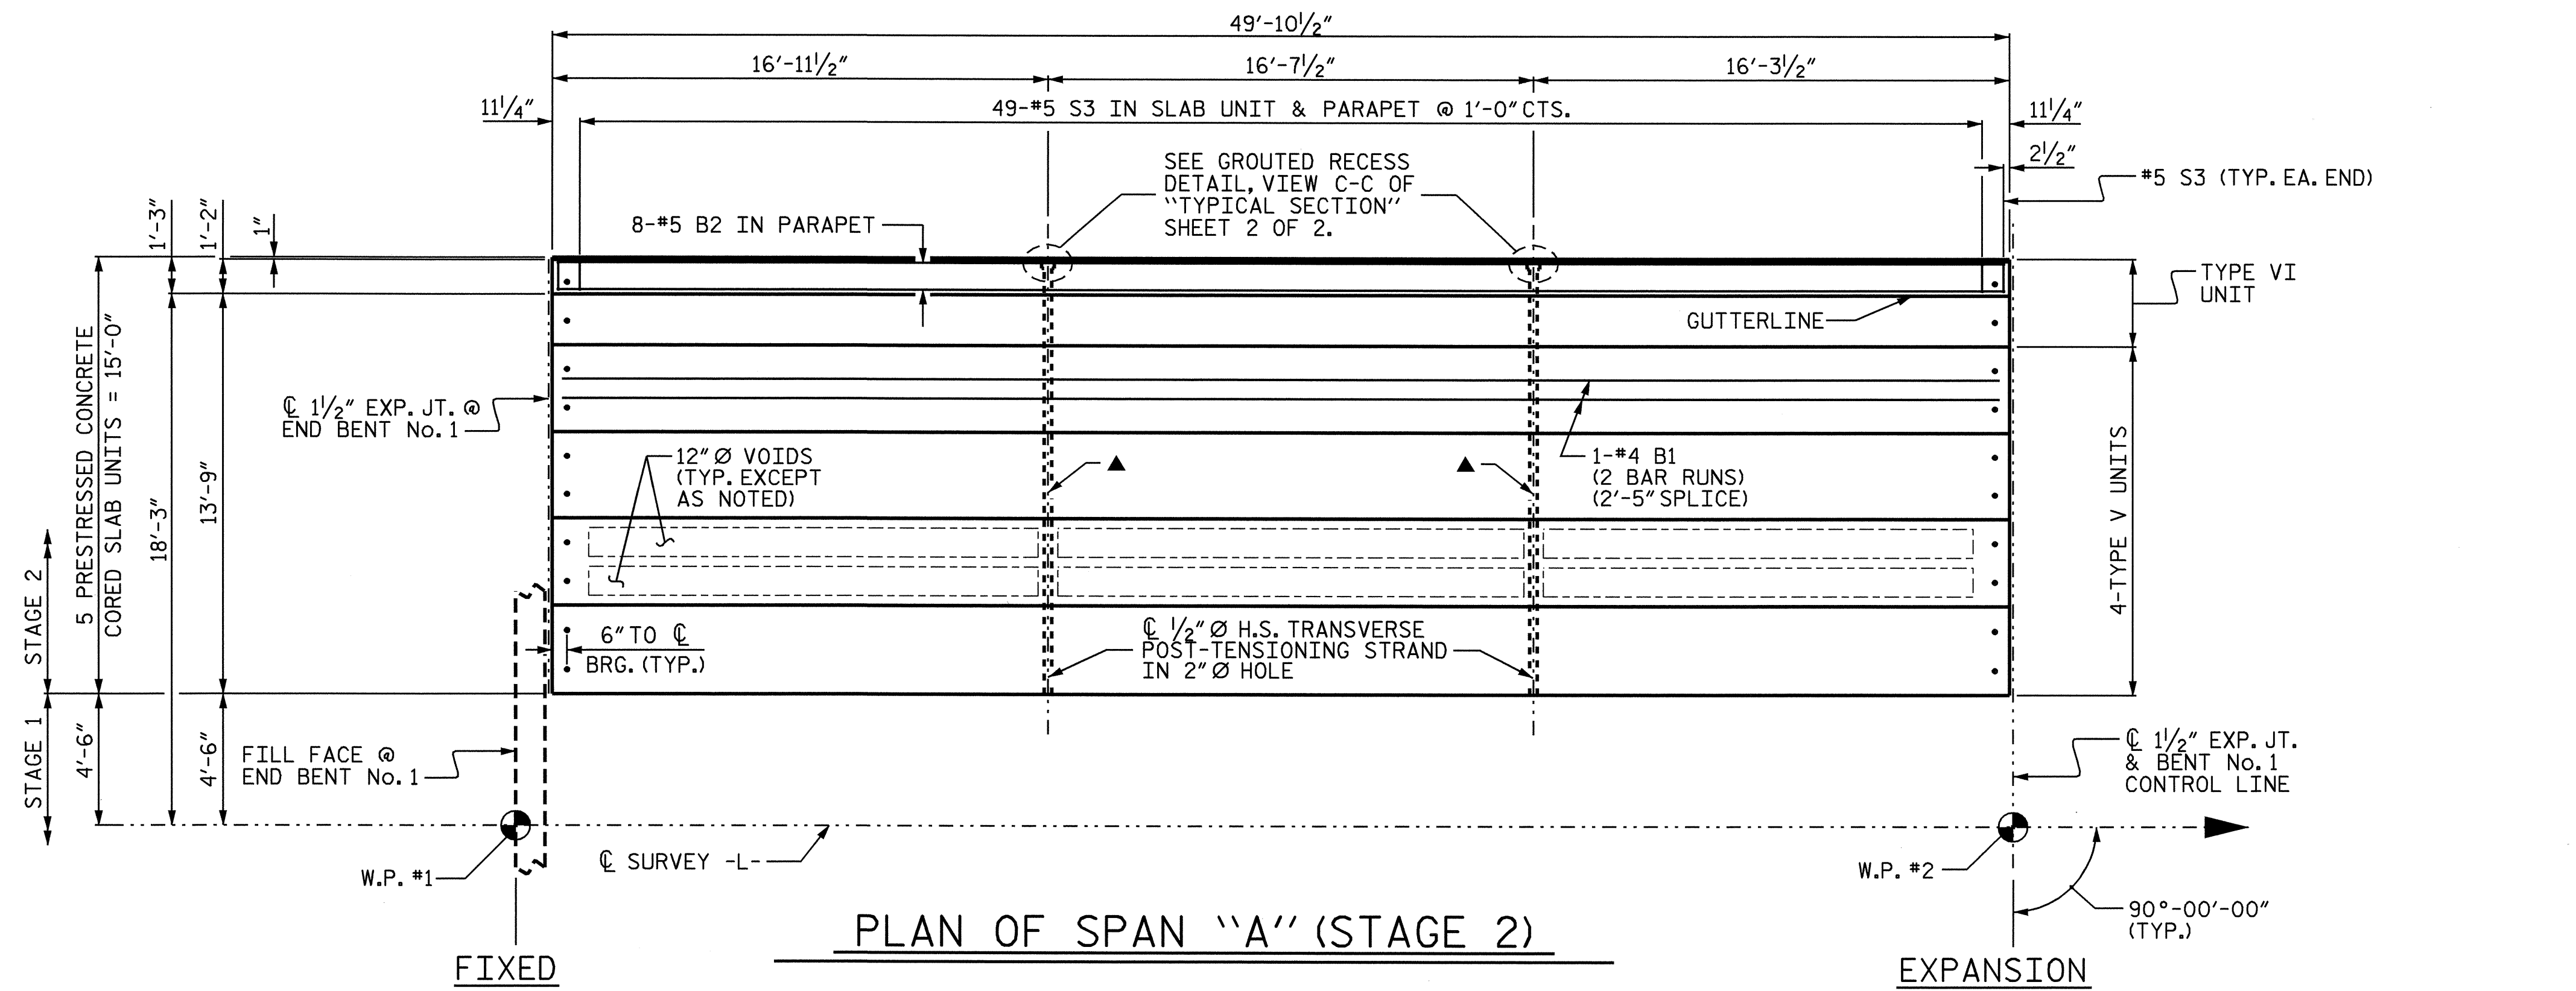 49'-10½"
16'-11½"
16'-7½"
16'-3½"
11¼"
49-#5 S3 IN SLAB UNIT & PARAPET @ 1'-0" CTS.
11¼"
2½"
#5 S3 (TYP. EA. END)
SEE GROUTED RECESS
DETAIL, VIEW C-C OF
"TYPICAL SECTION"
SHEET 2 OF 2.
8-#5 B2 IN PARAPET
1'-3"
1'-2"
1"
TYPE VI
UNIT
GUTTERLINE
5 PRESTRESSED CONCRETE
CORED SLAB UNITS = 15'-0"
18'-3"
13'-9"
℄ 1½" EXP. JT. @
END BENT No. 1
12" Ø VOIDS
(TYP. EXCEPT
AS NOTED)
▲
▲
1-#4 B1
(2 BAR RUNS)
(2'-5" SPLICE)
4-TYPE V UNITS
STAGE 2
STAGE 1
6" TO ℄
BRG. (TYP.)
℄ ½" Ø H.S. TRANSVERSE
POST-TENSIONING STRAND
IN 2" Ø HOLE
4'-6"
4'-6"
FILL FACE @
END BENT No. 1
℄ 1½" EXP. JT.
& BENT No. 1
CONTROL LINE
W.P. #1
℄ SURVEY -L-
W.P. #2
90°-00'-00"
(TYP.)
PLAN OF SPAN "A" (STAGE 2)
FIXED
EXPANSION